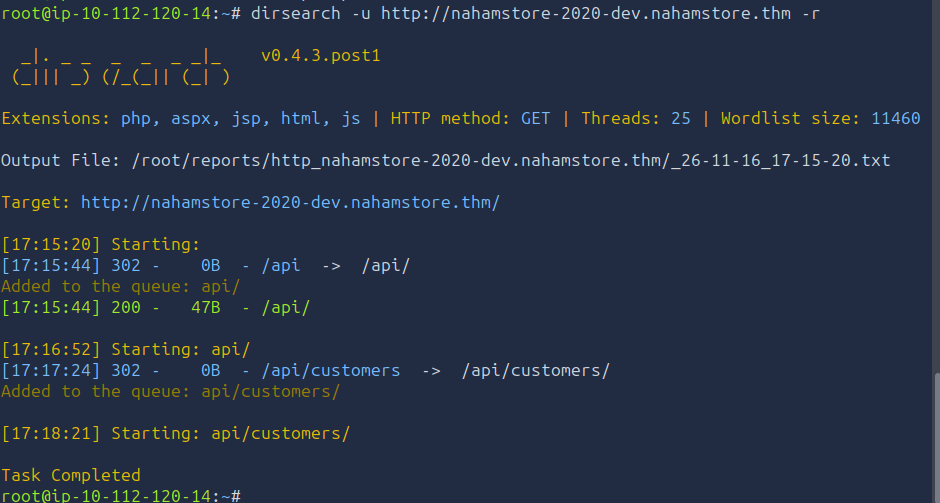 root@ip-10-112-120-14:~# dirsearch -u http://nahamstore-2020-dev.nahamstore.thm -r
  _|. _ _  _  _  _ _|_    v0.4.3.post1
 (_||| _) (/_(_|| (_| )
Extensions: php, aspx, jsp, html, js | HTTP method: GET | Threads: 25 | Wordlist size: 11460
Output File: /root/reports/http_nahamstore-2020-dev.nahamstore.thm/_26-11-16_17-15-20.txt
Target: http://nahamstore-2020-dev.nahamstore.thm/
[17:15:20] Starting:
[17:15:44] 302 -    0B  - /api  ->  /api/
Added to the queue: api/
[17:15:44] 200 -   47B  - /api/
[17:16:52] Starting: api/
[17:17:24] 302 -    0B  - /api/customers  ->  /api/customers/
Added to the queue: api/customers/
[17:18:21] Starting: api/customers/
Task Completed
root@ip-10-112-120-14:~#